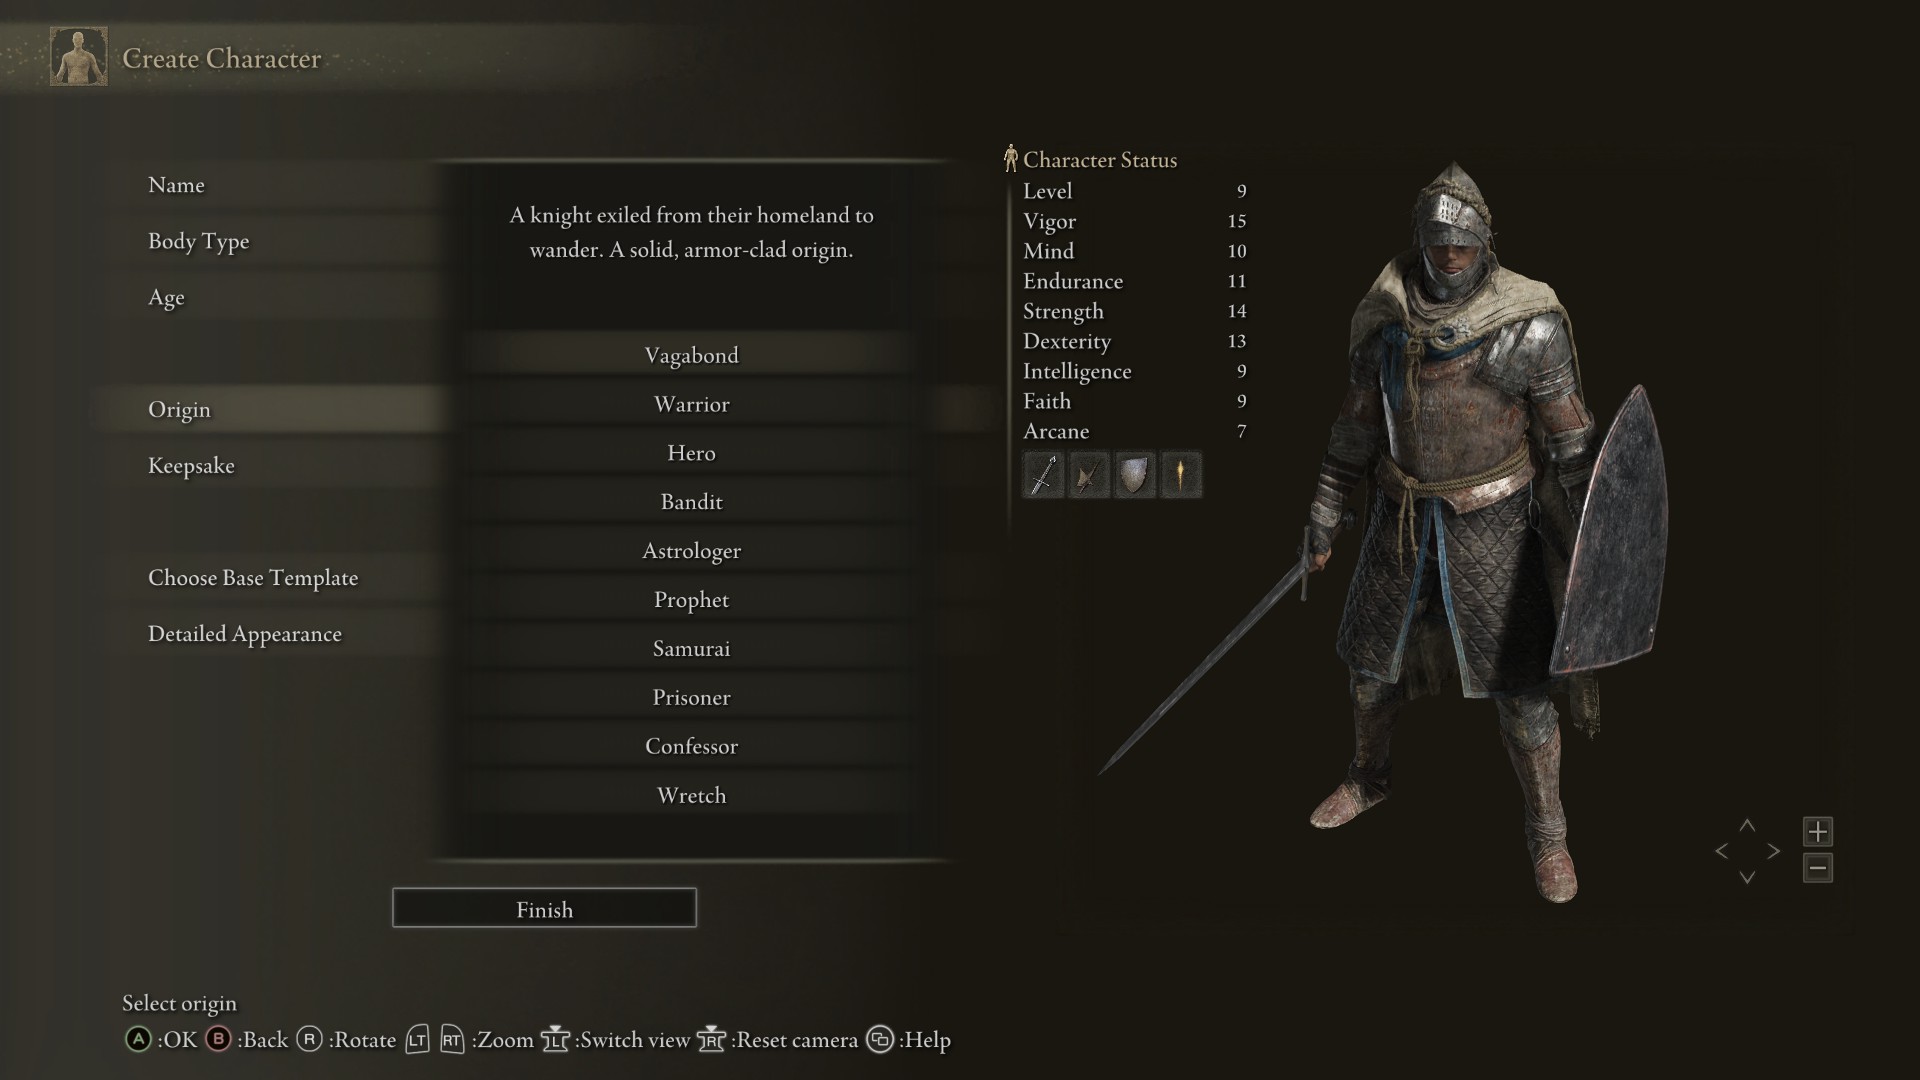 Create Character
Name
Body Type
Age
Origin
Keepsake
Choose Base Template
Detailed Appearance
A knight exiled from their homeland to
wander. A solid, armor-clad origin.
Vagabond
Warrior
Hero
Bandit
Astrologer
Prophet
Samurai
Prisoner
Confessor
Wretch
Finish
Character Status
Level 9
Vigor 15
Mind 10
Endurance 11
Strength 14
Dexterity 13
Intelligence 9
Faith 9
Arcane 7
Select origin
A :OK B :Back R :Rotate LT RT :Zoom L :Switch view R :Reset camera :Help